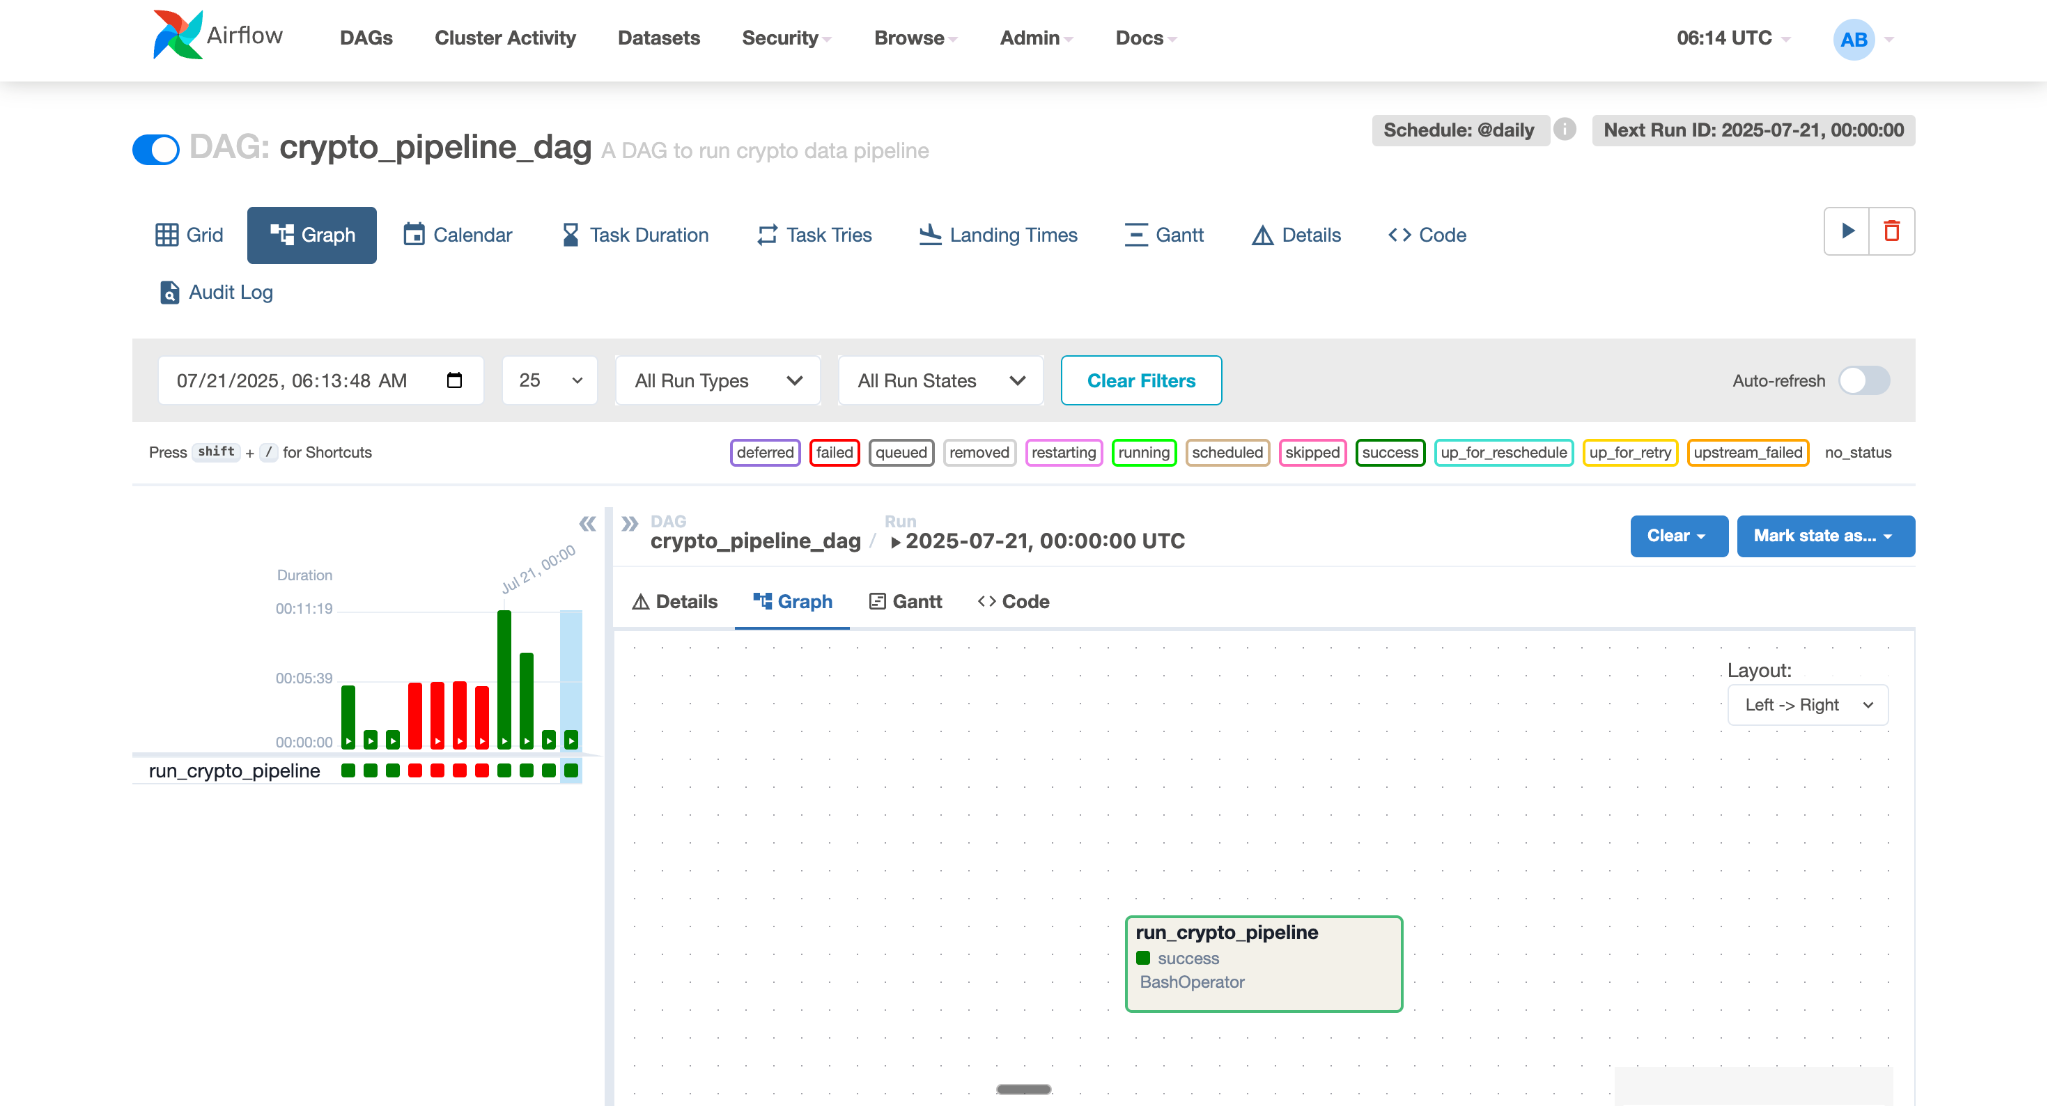 Airflow DAGs Cluster Activity Datasets Security Browse Admin Docs 06:14 UTC AB
DAG: crypto_pipeline_dag A DAG to run crypto data pipeline
Schedule: @daily i Next Run ID: 2025-07-21, 00:00:00
Grid Graph Calendar Task Duration Task Tries Landing Times Gantt Details <> Code
Audit Log
07/21/2025, 06:13:48 AM 25 All Run Types All Run States Clear Filters Auto-refresh
Press shift + / for Shortcuts
deferred failed queued removed restarting running scheduled skipped success up_for_reschedule up_for_retry upstream_failed no_status
« Jul 21, 00:00
Duration
00:11:19
00:05:39
00:00:00
run_crypto_pipeline
» DAG Run
crypto_pipeline_dag / 2025-07-21, 00:00:00 UTC
Clear Mark state as...
Details Graph Gantt <> Code
Layout:
Left -> Right
run_crypto_pipeline
success
BashOperator